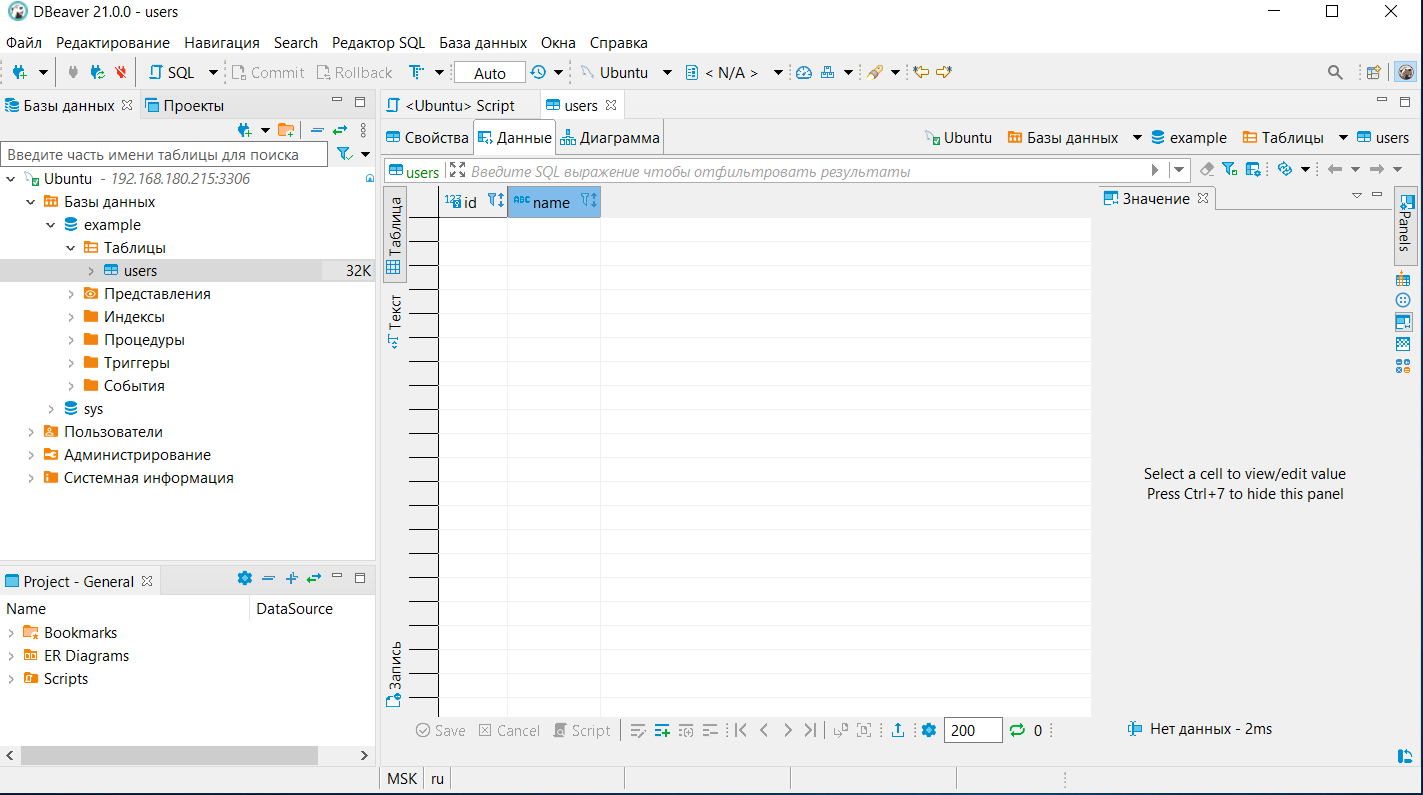 DBeaver 21.0.0 - users
Файл Редактирование Навигация Search Редактор SQL База данных Окна Справка
SQL Commit Rollback Auto Ubuntu < N/A >
Базы данных Проекты
Введите часть имени таблицы для поиска
Ubuntu - 192.168.180.215:3306
Базы данных
example
Таблицы
users 32K
Представления
Индексы
Процедуры
Триггеры
События
sys
Пользователи
Администрирование
Системная информация
Project - General
Name DataSource
Bookmarks
ER Diagrams
Scripts
<Ubuntu> Script users
Свойства Данные Диаграмма Ubuntu Базы данных example Таблицы users
users Введите SQL выражение чтобы отфильтровать результаты
Таблица
Текст
Запись
123 id ABC name
Значение
Panels
Select a cell to view/edit value
Press Ctrl+7 to hide this panel
Save Cancel Script 200 0 Нет данных - 2ms
MSK ru